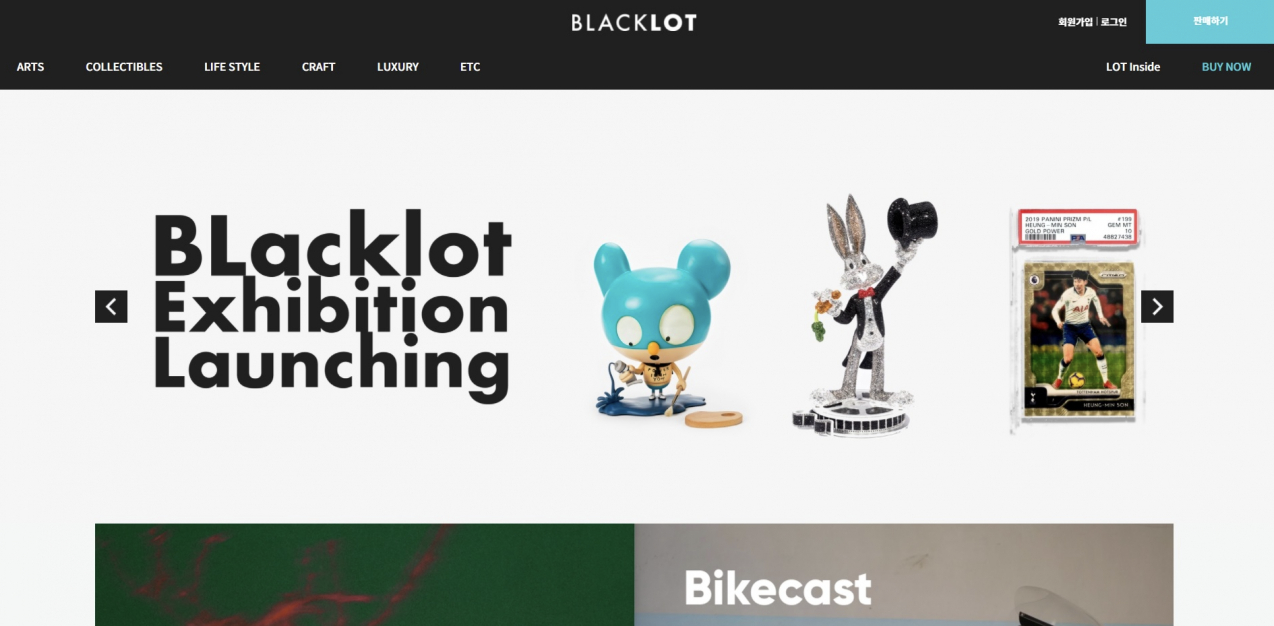 BLACKLOT
회원가입 | 로그인
판매하기
ARTS COLLECTIBLES LIFE STYLE CRAFT LUXURY ETC LOT Inside BUY NOW
BLacklot
Exhibition
Launching
2019 PANINI PRIZM P/L #199
HEUNG - MIN SON GEM MT
GOLD POWER 10
PSA 48827438
HEUNG-MIN SON
Bikecast